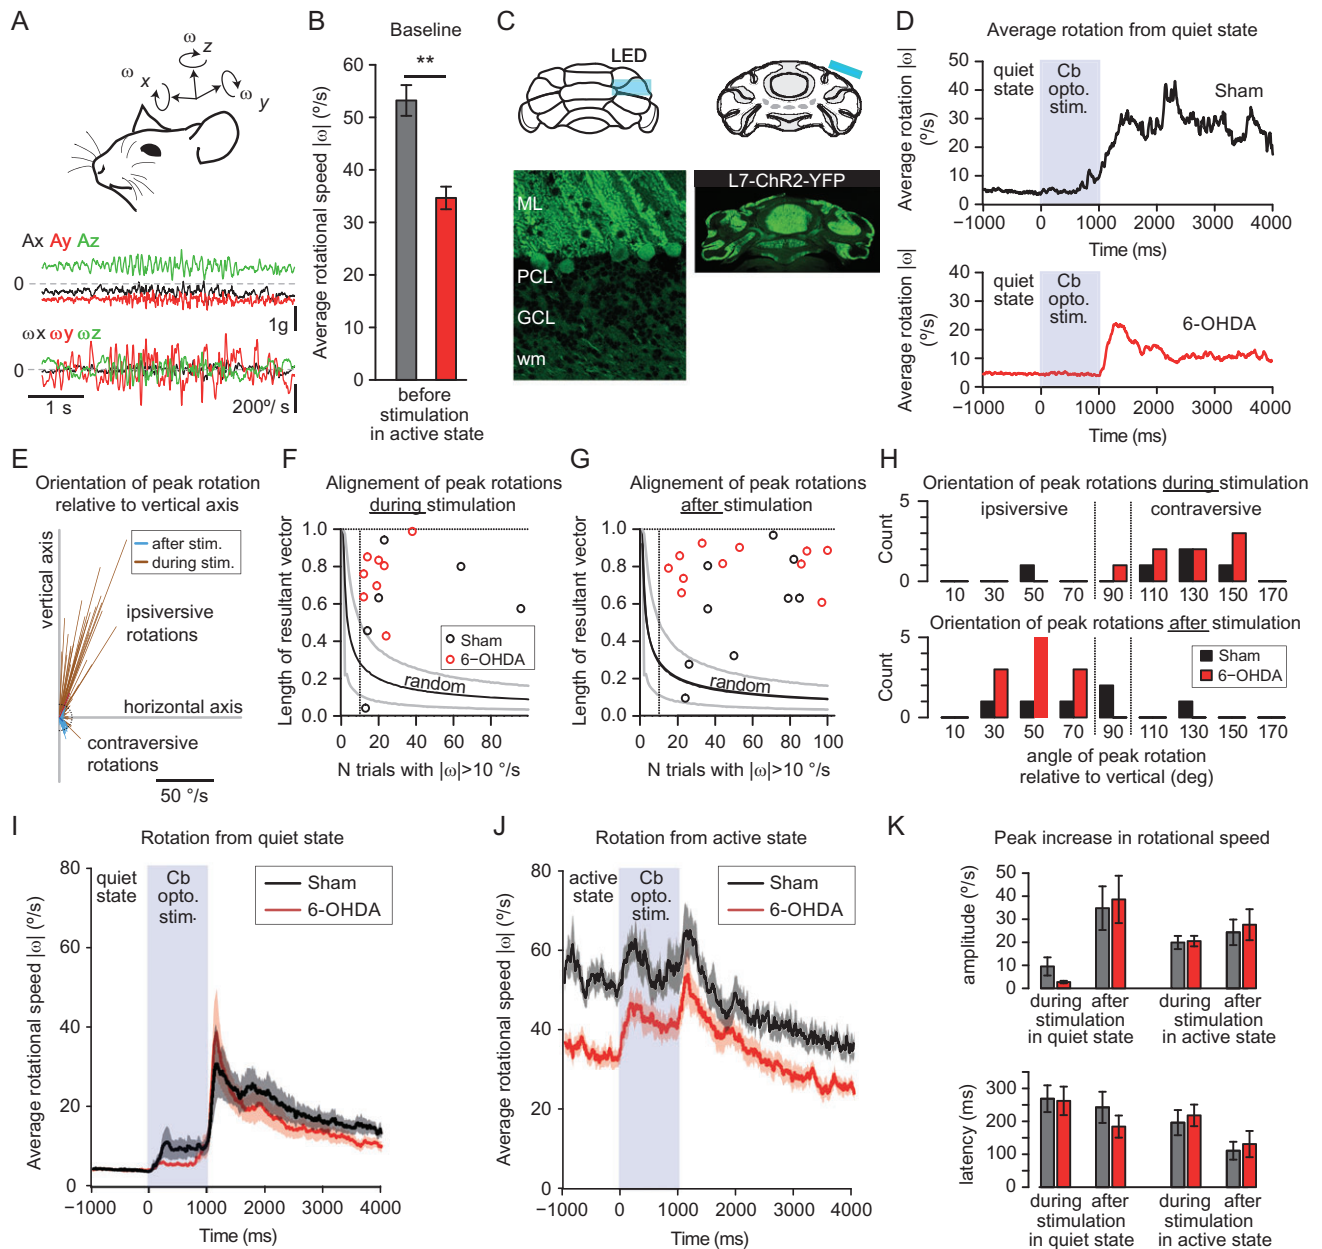 A
ω
z
ω
x
ω
y
Ax Ay Az
0
1g
ωx ωy ωz
0
1 s
200º/ s
B
Baseline
**
60
50
40
30
20
10
0
Average rotational speed |ω| (º/s)
before
stimulation
in active state
C
LED
ML
PCL
GCL
wm
L7-ChR2-YFP
D
Average rotation from quiet state
Average rotation |ω|
(º/s)
50
40
30
20
10
0
quiet
state
Cb
opto.
stim.
Sham
−1000 0 1000 2000 3000 4000
Time (ms)
Average rotation |ω|
(º/s)
40
30
20
10
0
quiet
state
Cb
opto.
stim.
6-OHDA
−1000 0 1000 2000 3000 4000
Time (ms)
E
Orientation of peak rotation
relative to vertical axis
vertical axis
after stim.
during stim.
ipsiversive
rotations
horizontal axis
contraversive
rotations
50 °/s
F
Alignement of peak rotations
during stimulation
Length of resultant vector
1.0
0.8
0.6
0.4
0.2
0.0
Sham
6−OHDA
random
0 20 40 60 80
N trials with |ω|>10 °/s
G
Alignement of peak rotations
after stimulation
Length of resultant vector
1.0
0.8
0.6
0.4
0.2
0.0
random
0 20 40 60 80 100
N trials with |ω|>10 °/s
H
Orientation of peak rotations during stimulation
ipsiversive contraversive
Count
5
0
10 30 50 70 90 110 130 150 170
Orientation of peak rotations after stimulation
Count
5
0
Sham
6−OHDA
10 30 50 70 90 110 130 150 170
angle of peak rotation
relative to vertical (deg)
I
Rotation from quiet state
Average rotational speed |ω| (º/s)
80
60
40
20
0
quiet
state
Cb
opto.
stim.
Sham
6-OHDA
−1000 0 1000 2000 3000 4000
Time (ms)
J
Rotation from active state
Average rotational speed |ω| (º/s)
80
60
40
20
0
active
state
Cb
opto.
stim.
Sham
6-OHDA
−1000 0 1000 2000 3000 4000
Time (ms)
K
Peak increase in rotational speed
amplitude (º/s)
50
40
30
20
10
0
during after
stimulation
in quiet state
during after
stimulation
in active state
latency (ms)
300
200
100
0
during after
stimulation
in quiet state
during after
stimulation
in active state